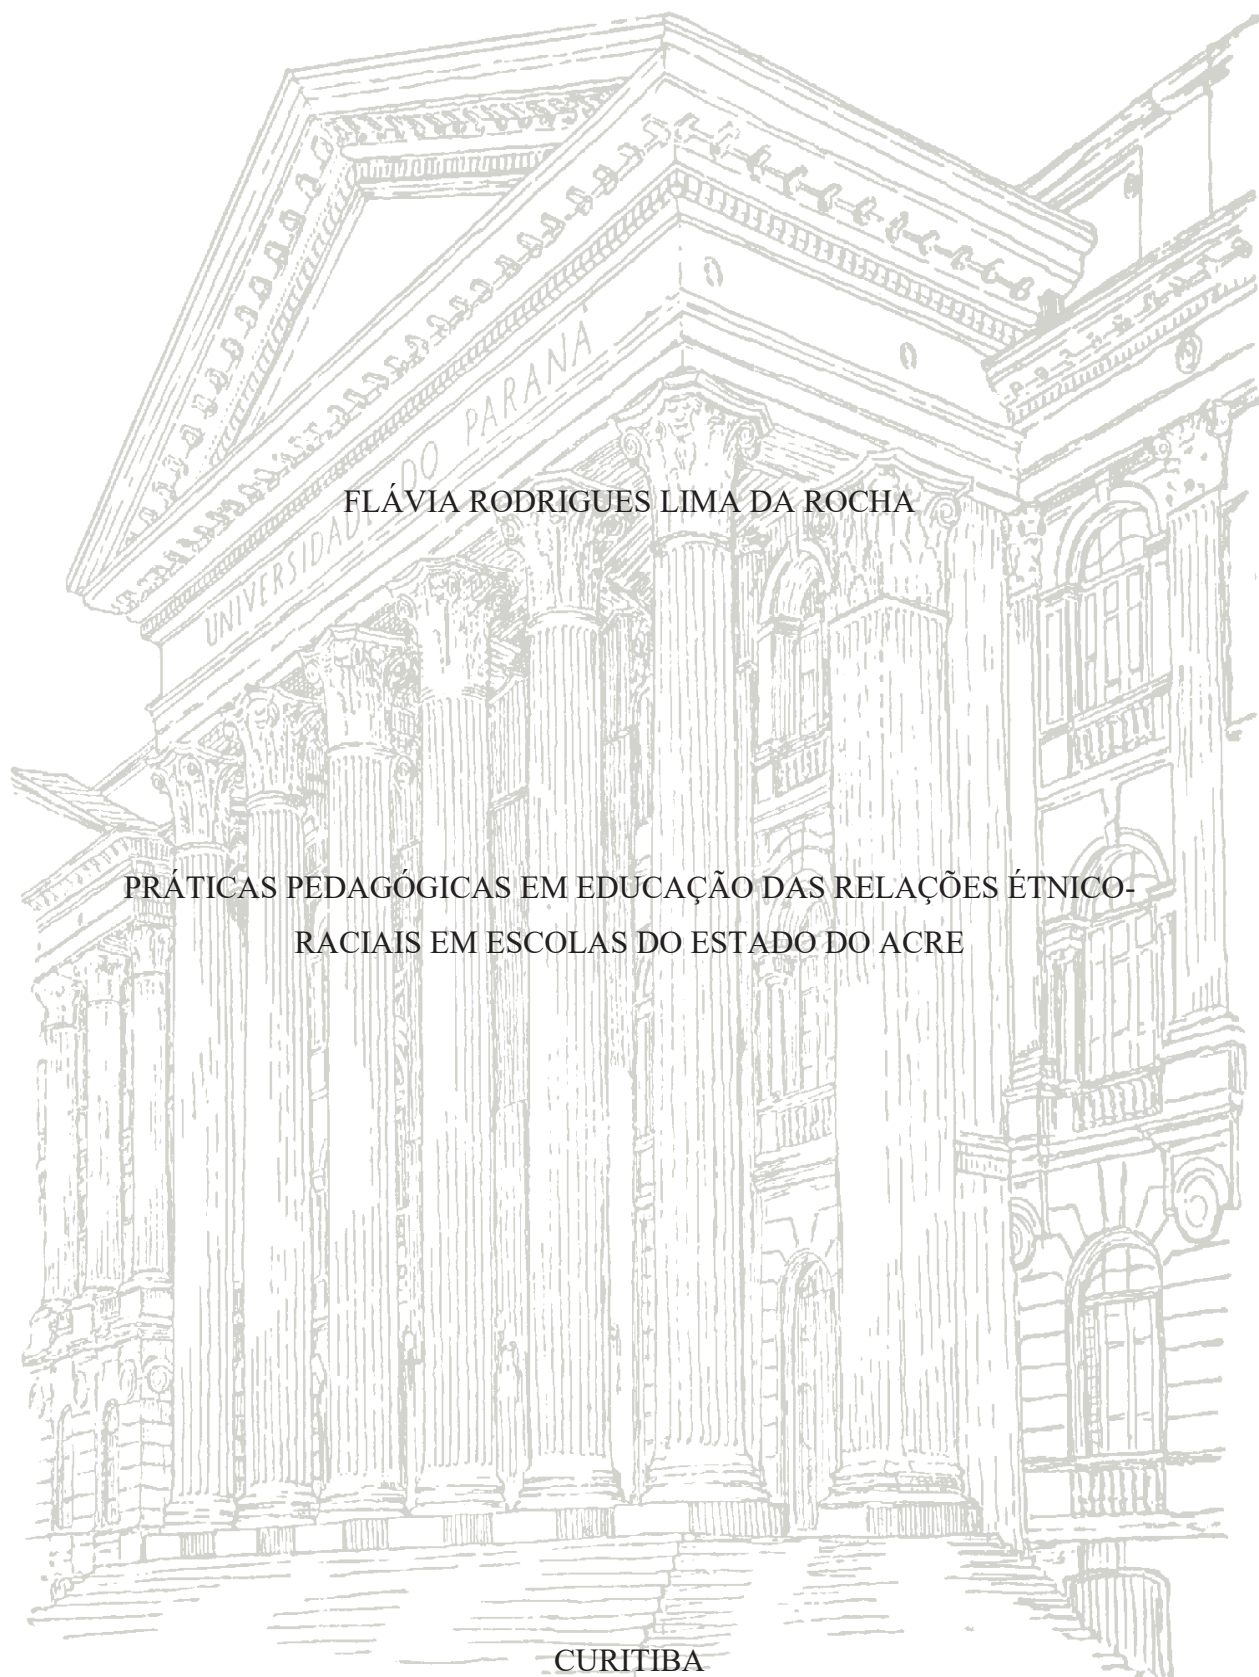 UNIVERSIDADE DO PARANÁ
FLÁVIA RODRIGUES LIMA DA ROCHA
PRÁTICAS PEDAGÓGICAS EM EDUCAÇÃO DAS RELAÇÕES ÉTNICO-
RACIAIS EM ESCOLAS DO ESTADO DO ACRE
CURITIBA